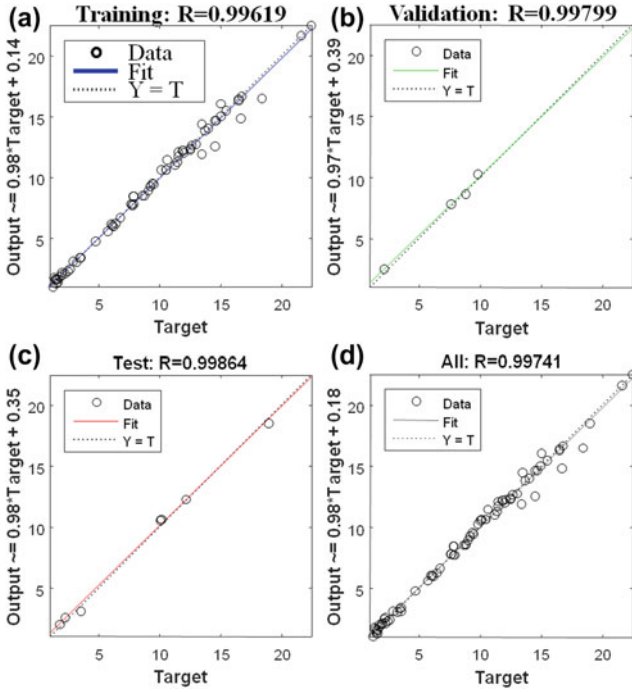 (a)
Training: R=0.99619
Output ~= 0.98*Target + 0.14
20
15
10
5
Data
Fit
Y = T
5
10
15
20
Target
(b)
Validation: R=0.99799
Output ~= 0.97*Target + 0.39
20
15
10
5
Data
Fit
Y = T
5
10
15
20
Target
(c)
Test: R=0.99864
Output ~= 0.98*Target + 0.35
20
15
10
5
Data
Fit
Y = T
5
10
15
20
Target
(d)
All: R=0.99741
Output ~= 0.98*Target + 0.18
20
15
10
5
Data
Fit
Y = T
5
10
15
20
Target